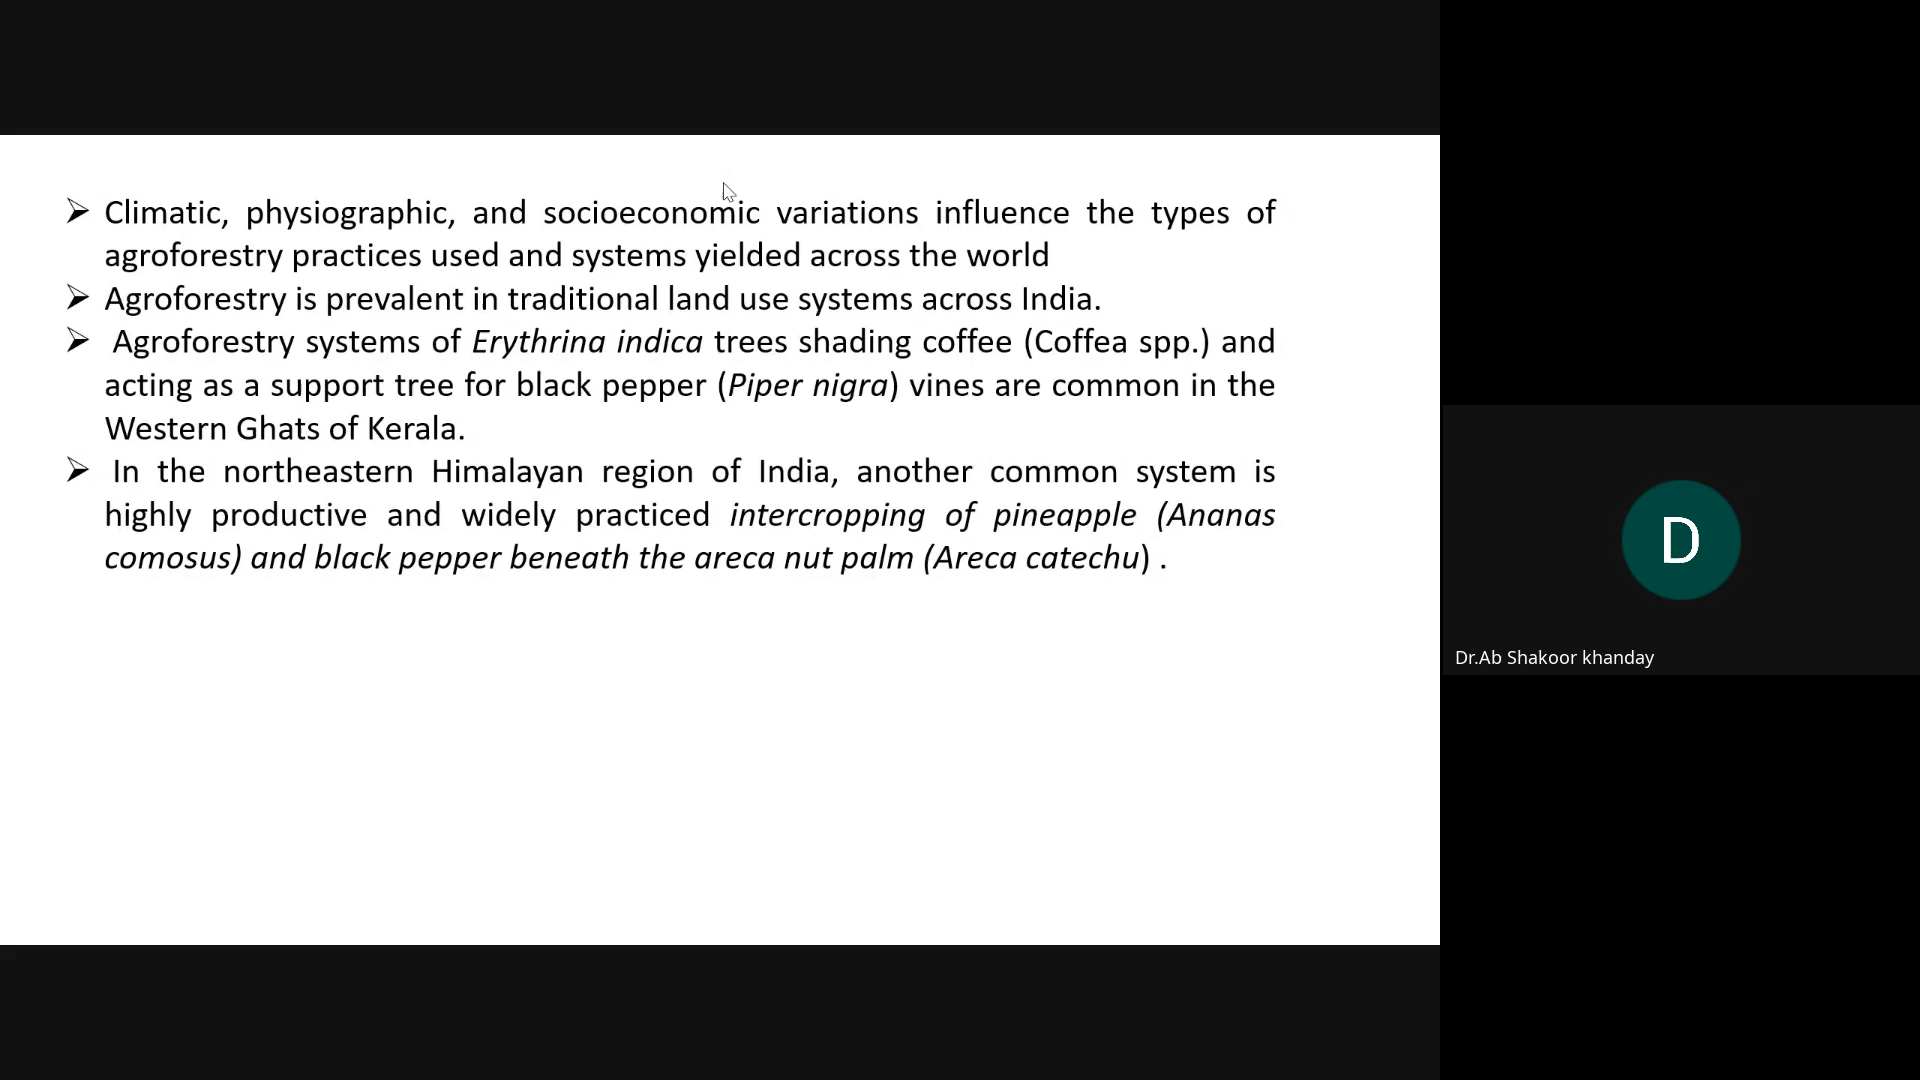 ➢ Climatic, physiographic, and socioeconomic variations influence the types of
agroforestry practices used and systems yielded across the world
➢ Agroforestry is prevalent in traditional land use systems across India.
➢ Agroforestry systems of Erythrina indica trees shading coffee (Coffea spp.) and
acting as a support tree for black pepper (Piper nigra) vines are common in the
Western Ghats of Kerala.
➢ In the northeastern Himalayan region of India, another common system is
highly productive and widely practiced intercropping of pineapple (Ananas
comosus) and black pepper beneath the areca nut palm (Areca catechu) .
D
Dr.Ab Shakoor khanday